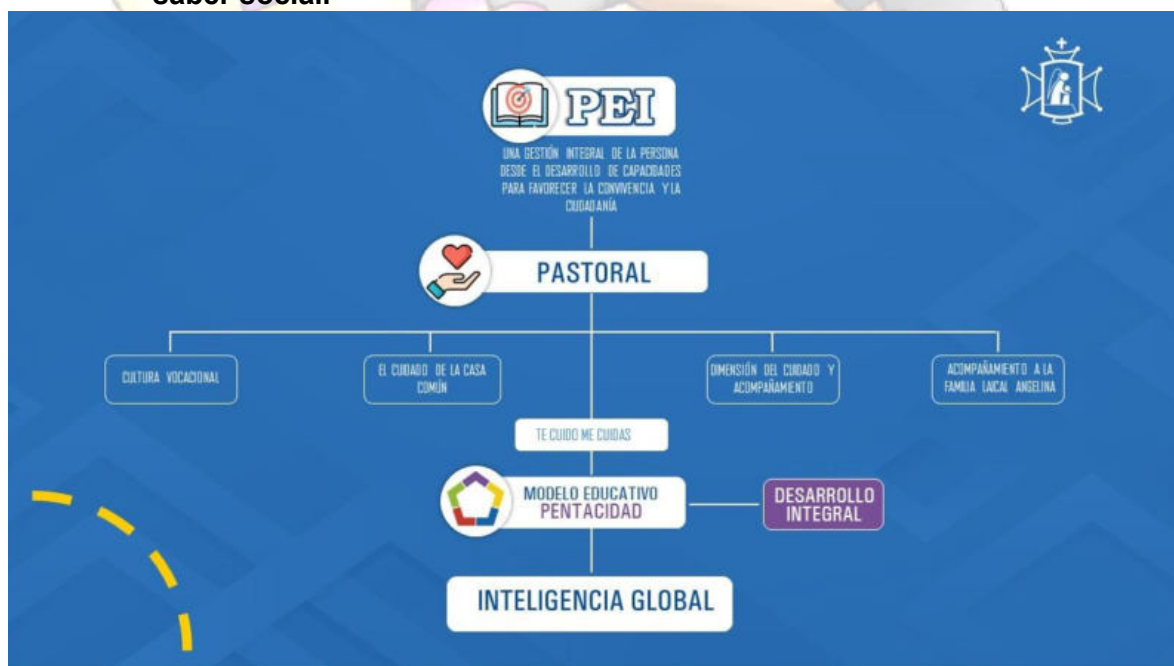 saber social.
PEI
UNA GESTIÓN INTEGRAL DE LA PERSONA
DESDE EL DESARROLLO DE CAPACIDADES
PARA FAVORECER LA CONVIVENCIA Y LA
CIUDADANÍA
PASTORAL
CULTURA VOCACIONAL
EL CUIDADO DE LA CASA
COMÚN
DIMENSIÓN DEL CUIDADO Y
ACOMPAÑAMIENTO
ACOMPAÑAMIENTO A LA
FAMILIA LAICAL ANGELINA
TE CUIDO ME CUIDAS
MODELO EDUCATIVO
PENTACIDAD
DESARROLLO
INTEGRAL
INTELIGENCIA GLOBAL